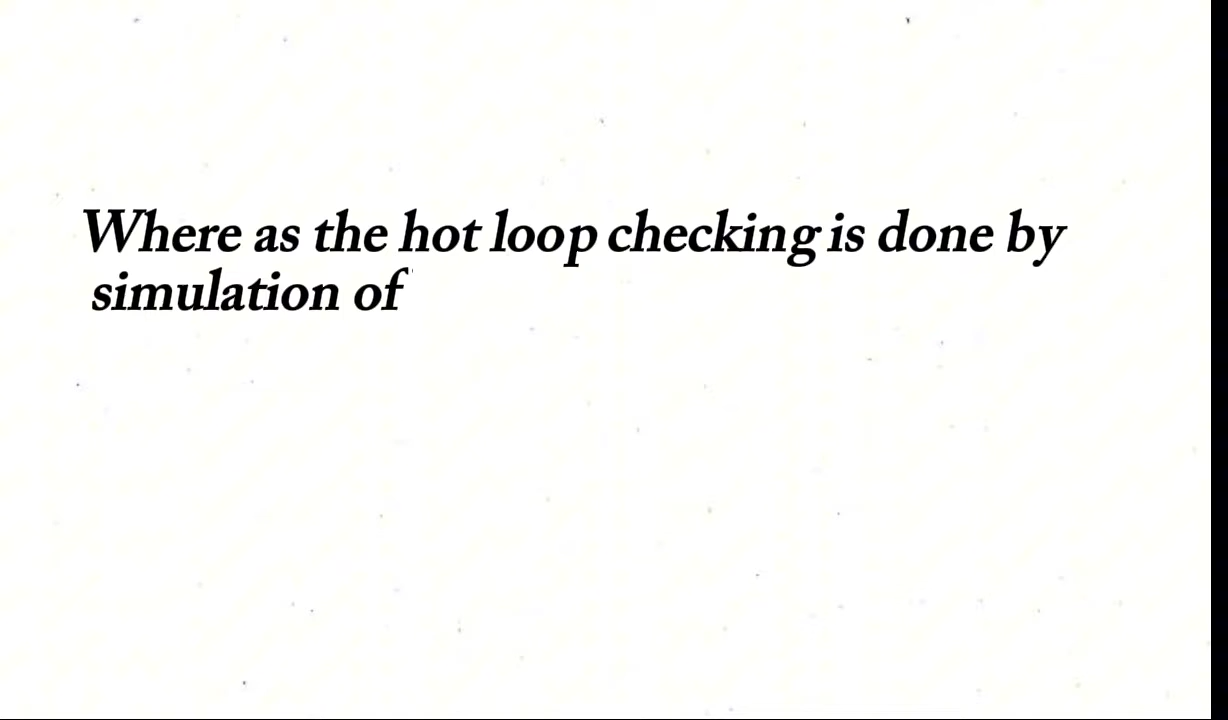 Where as the hot loop checking is done by
simulation of